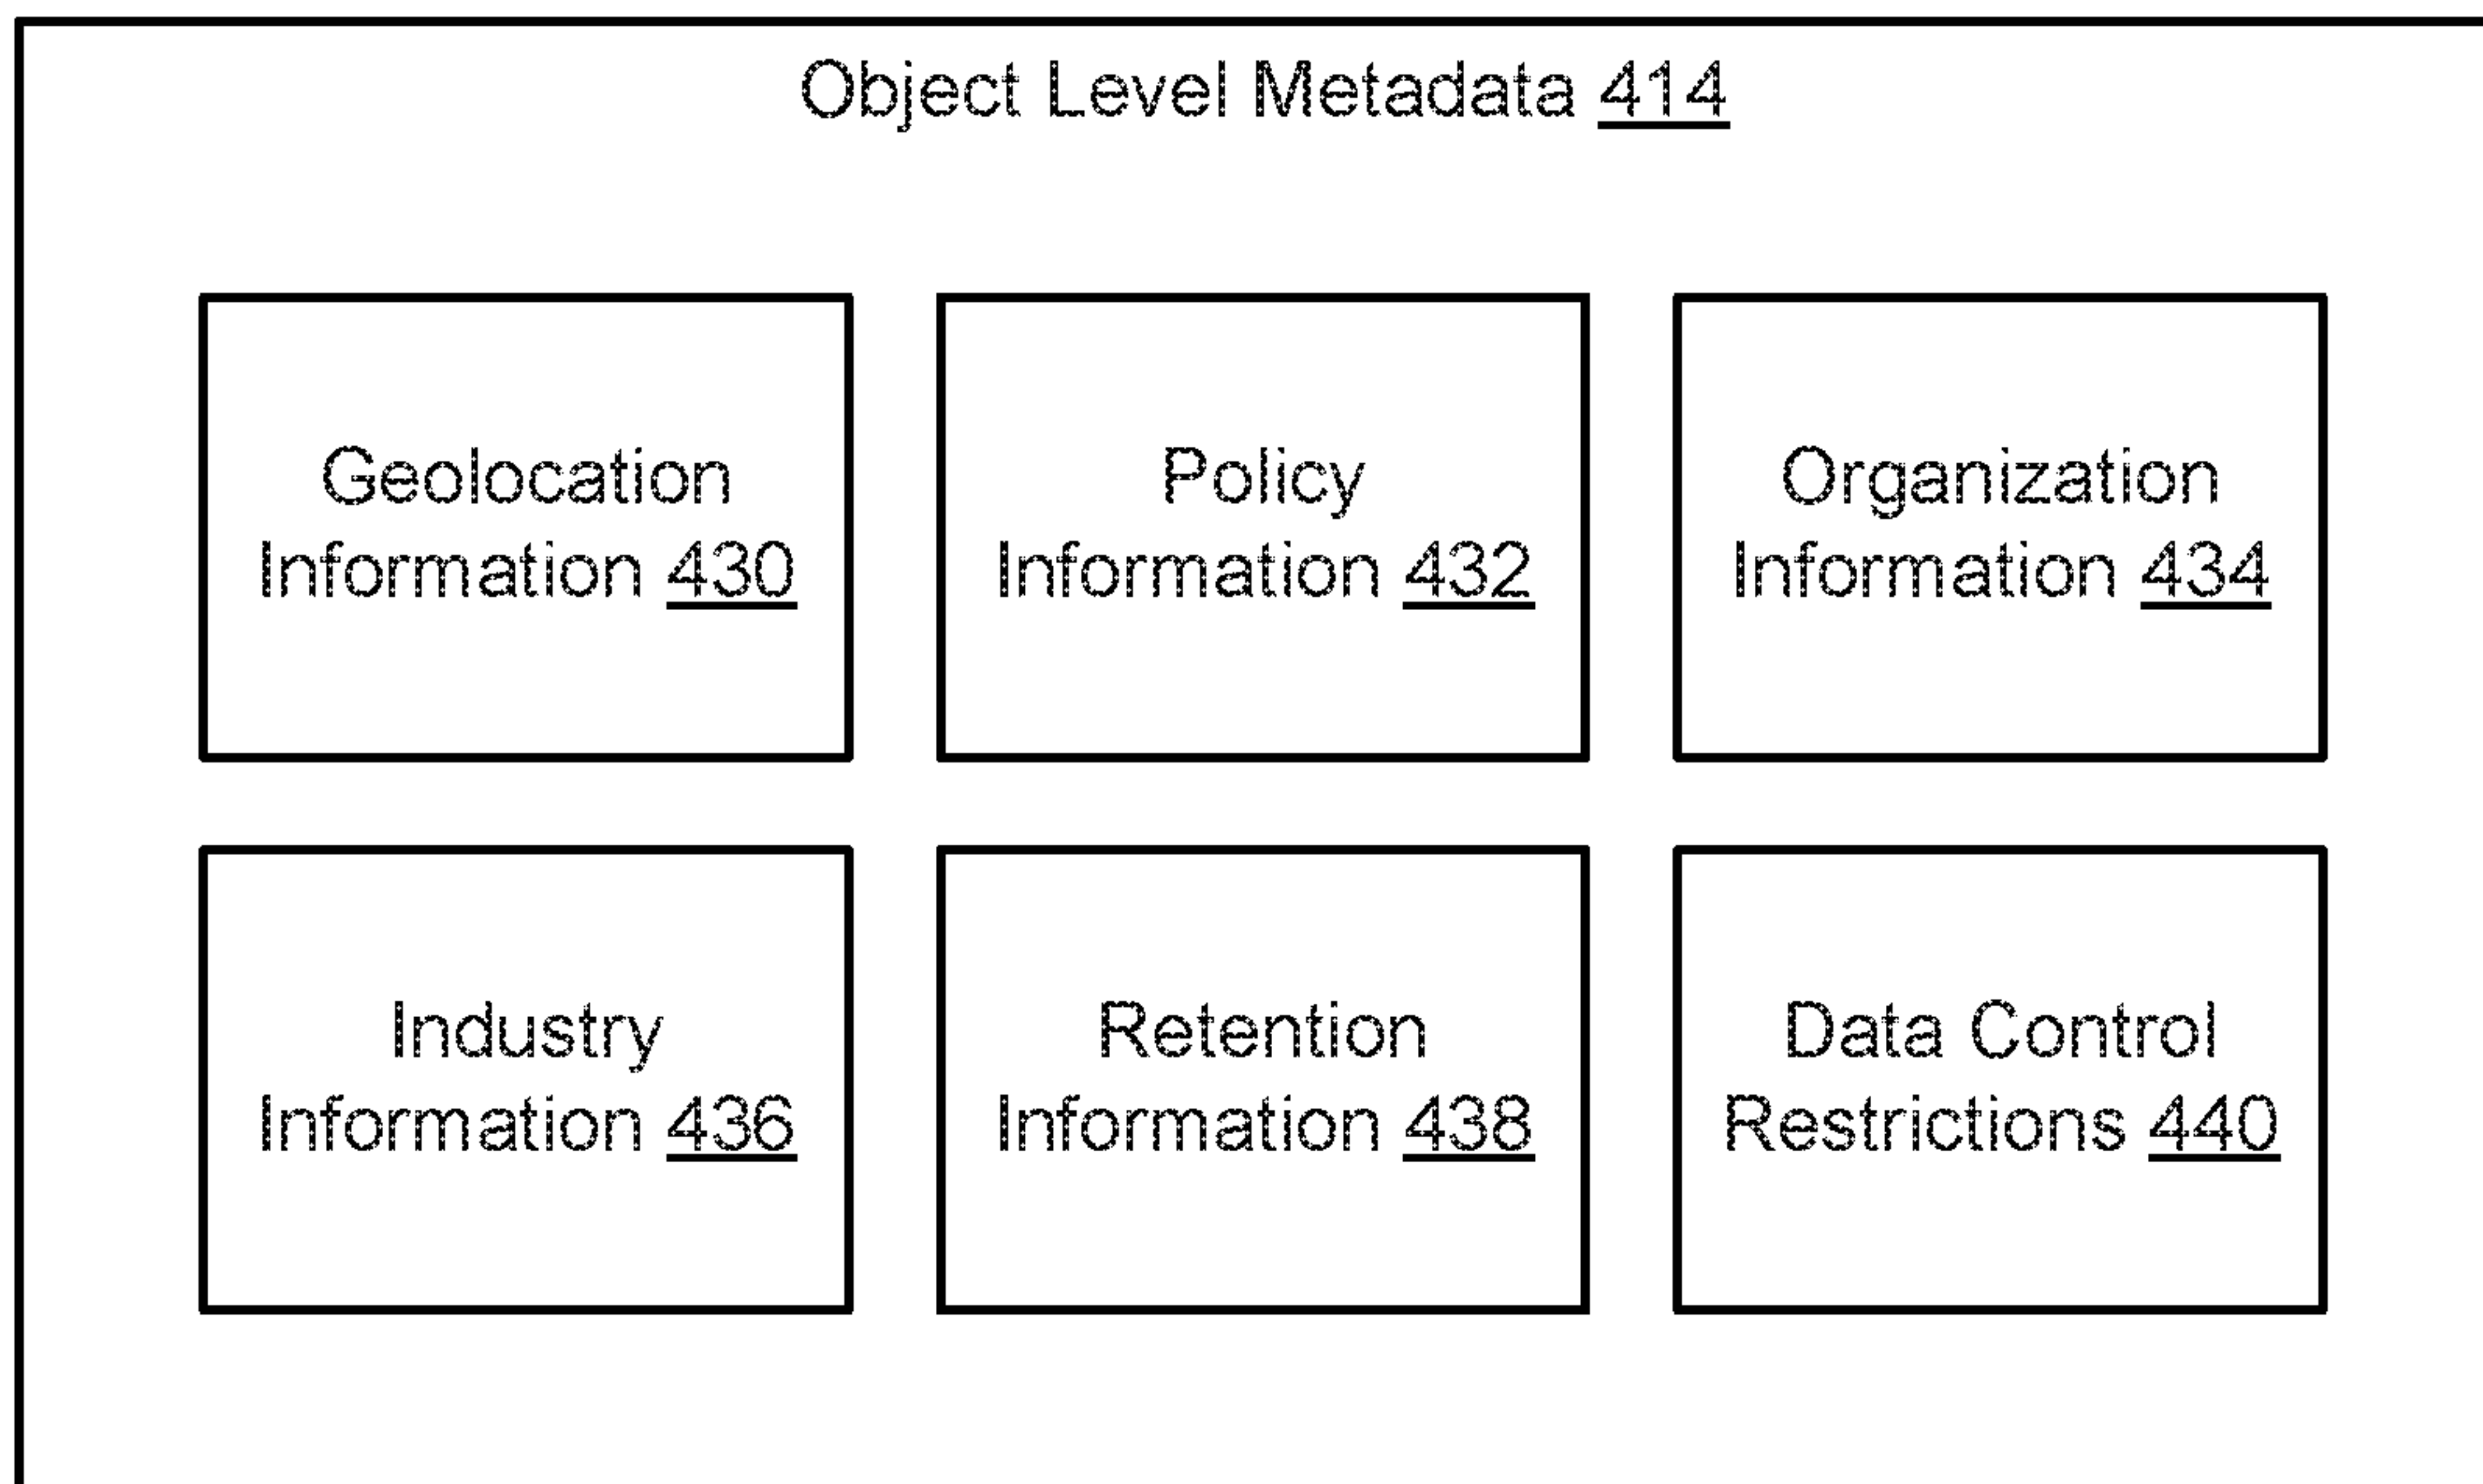 Object Level Metadata 414
Geolocation
Information 430
Policy
Information 432
Organization
Information 434
Industry
Information 436
Retention
Information 438
Data Control
Restrictions 440